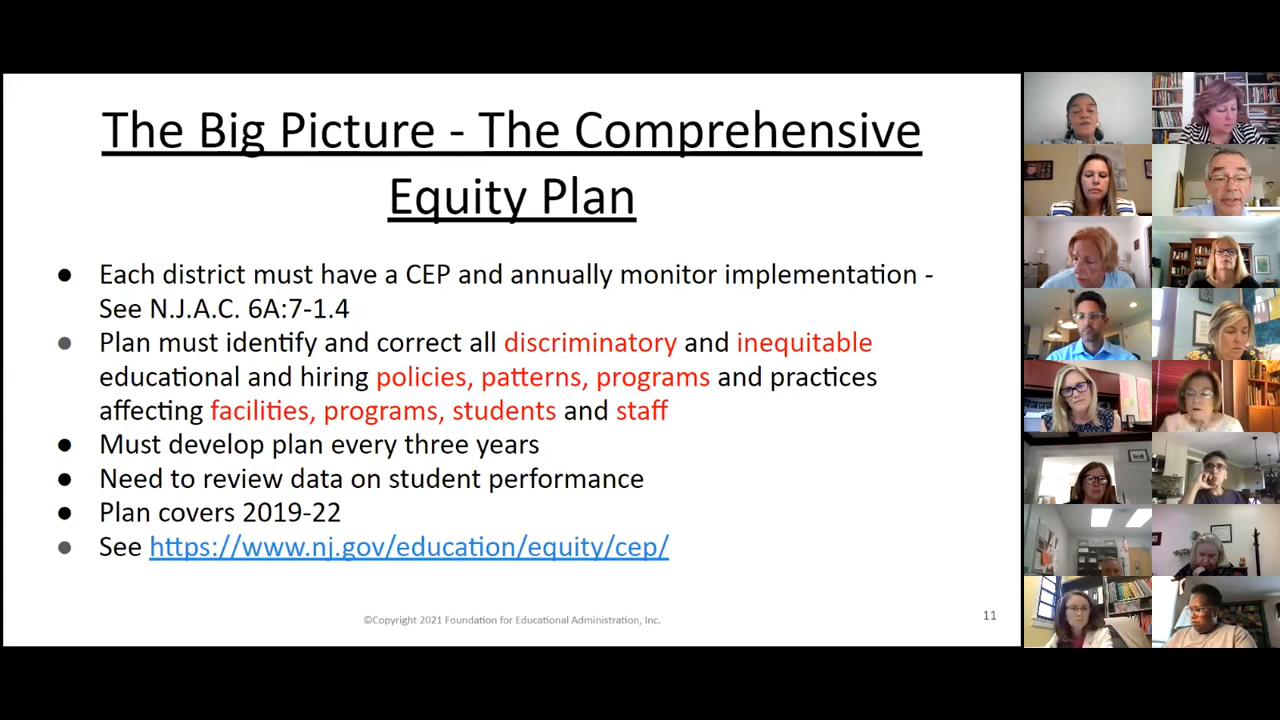 The Big Picture - The Comprehensive
Equity Plan
● Each district must have a CEP and annually monitor implementation -
See N.J.A.C. 6A:7-1.4
● Plan must identify and correct all discriminatory and inequitable
educational and hiring policies, patterns, programs and practices
affecting facilities, programs, students and staff
● Must develop plan every three years
● Need to review data on student performance
● Plan covers 2019-22
● See https://www.nj.gov/education/equity/cep/
©Copyright 2021 Foundation for Educational Administration, Inc.
11